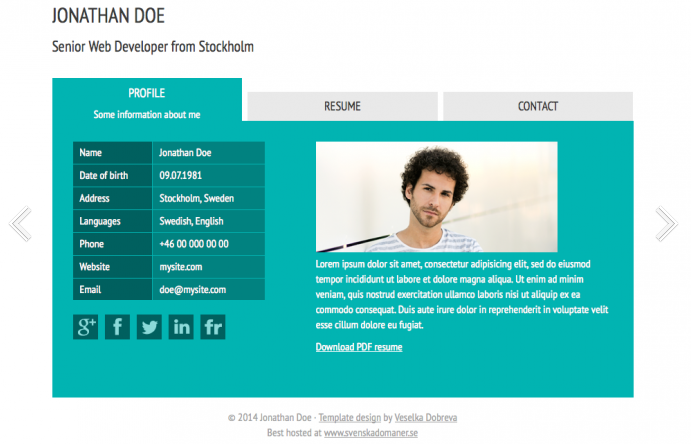 JONATHAN DOE
Senior Web Developer from Stockholm
PROFILE
Some information about me
RESUME
CONTACT
Name Jonathan Doe
Date of birth 09.07.1981
Address Stockholm, Sweden
Languages Swedish, English
Phone +46 00 000 00 00
Website mysite.com
Email doe@mysite.com
g+ f in fr
Lorem ipsum dolor sit amet, consectetur adipisicing elit, sed do eiusmod
tempor incididunt ut labore et dolore magna aliqua. Ut enim ad minim
veniam, quis nostrud exercitation ullamco laboris nisi ut aliquip ex ea
commodo consequat. Duis aute irure dolor in reprehenderit in voluptate velit
esse cillum dolore eu fugiat.
Download PDF resume
© 2014 Jonathan Doe · Template design by Veselka Dobreva
Best hosted at www.svenskadomaner.se